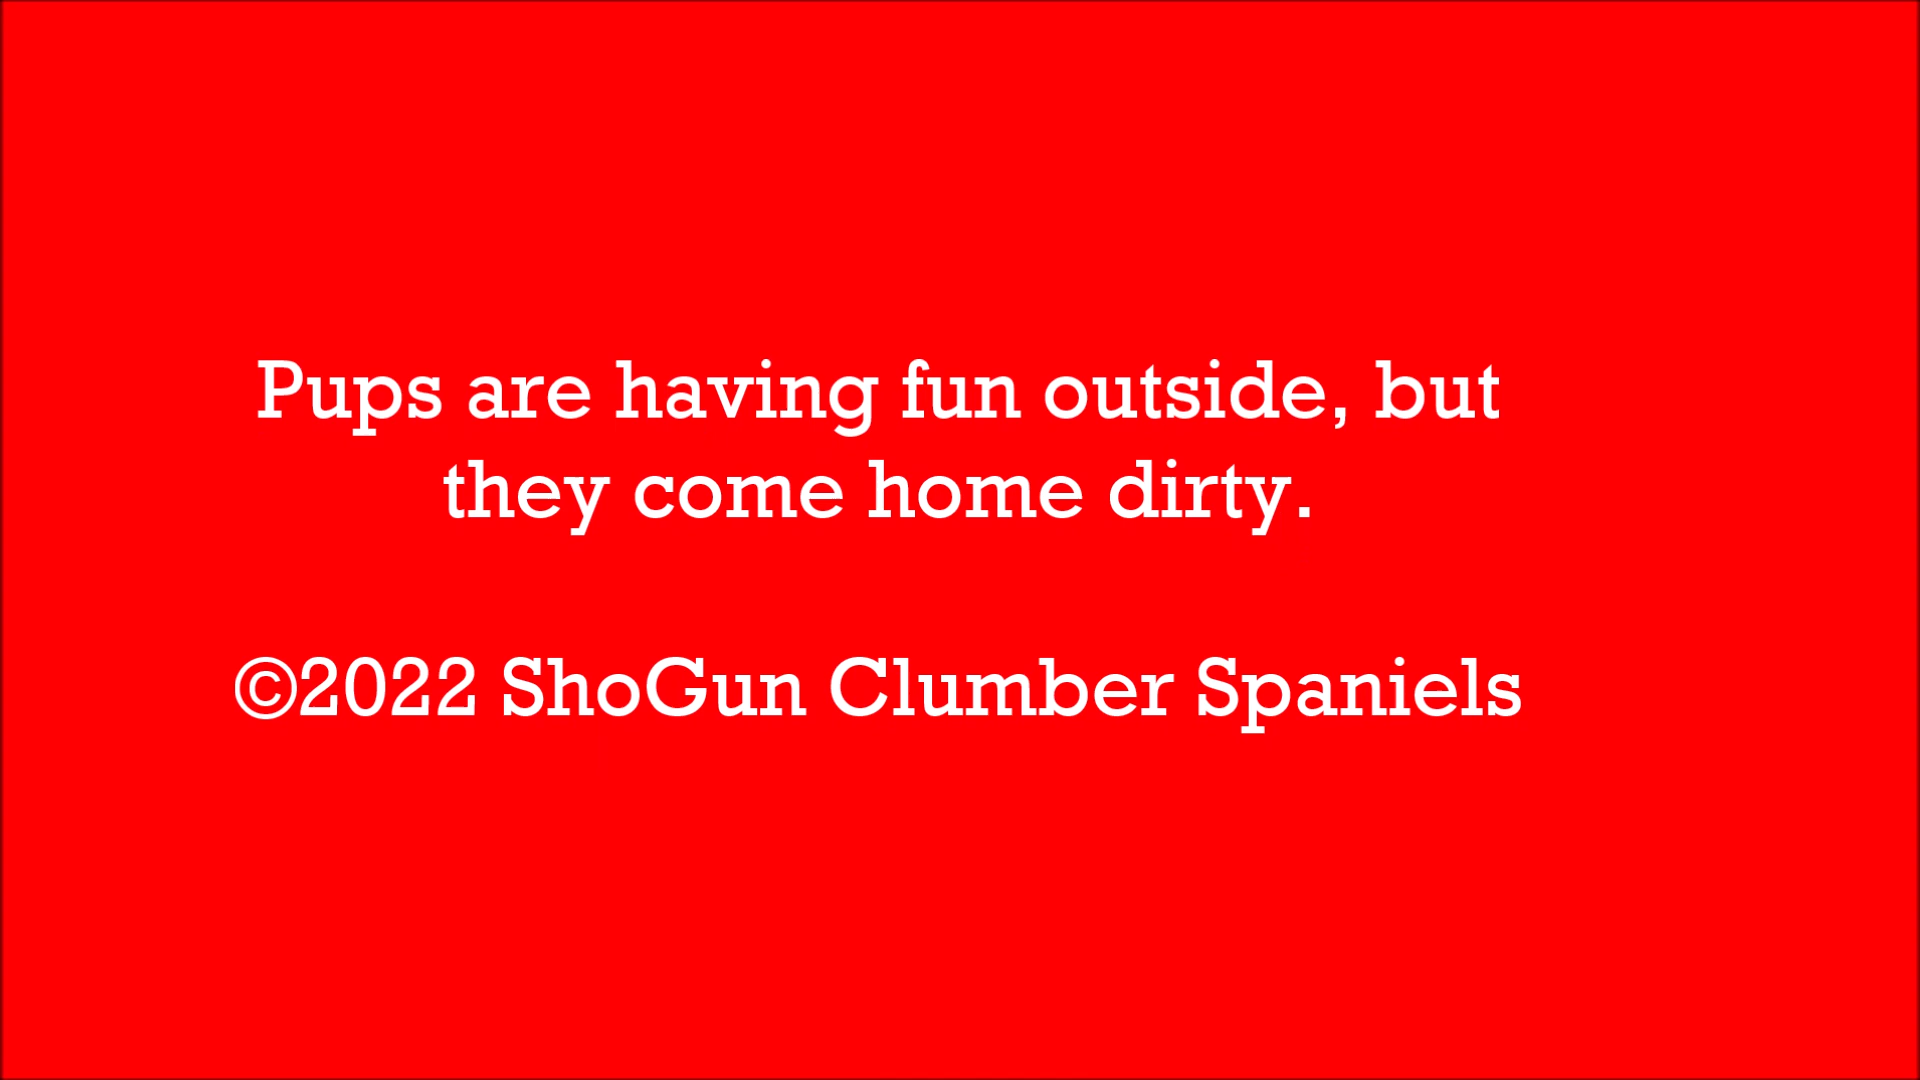 Pups are having fun outside, but
they come home dirty.
©2022 ShoGun Clumber Spaniels